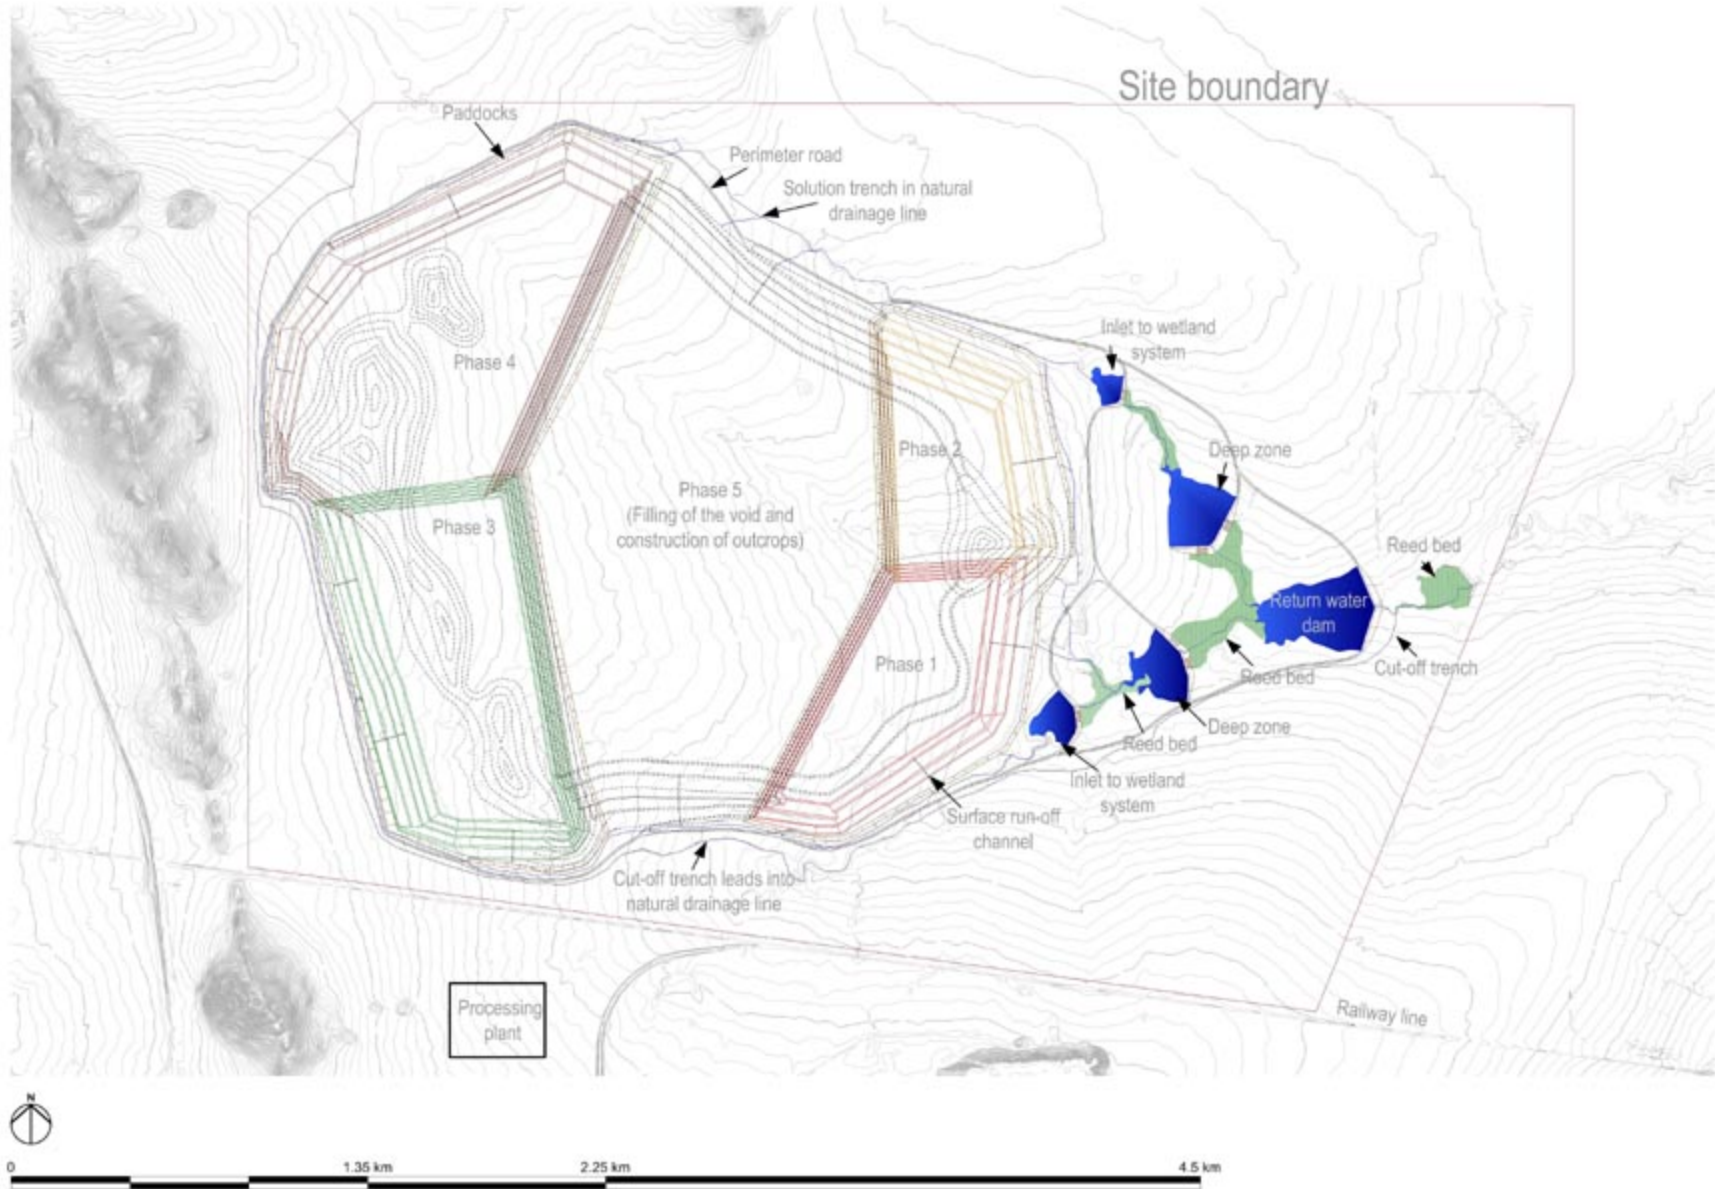 Site boundary
Paddocks
Perimeter road
Solution trench in natural
drainage line
Inlet to wetland
system
Phase 4
Phase 2
Deep zone
Phase 5
(Filling of the void and
construction of outcrops)
Phase 3
Reed bed
Return water
dam
Phase 1
Cut-off trench
Reed bed
Deep zone
Reed bed
Inlet to wetland
system
Surface run-off
channel
Cut-off trench leads into
natural drainage line
Processing
plant
Railway line
N
0
1.35 km
2.25 km
4.5 km